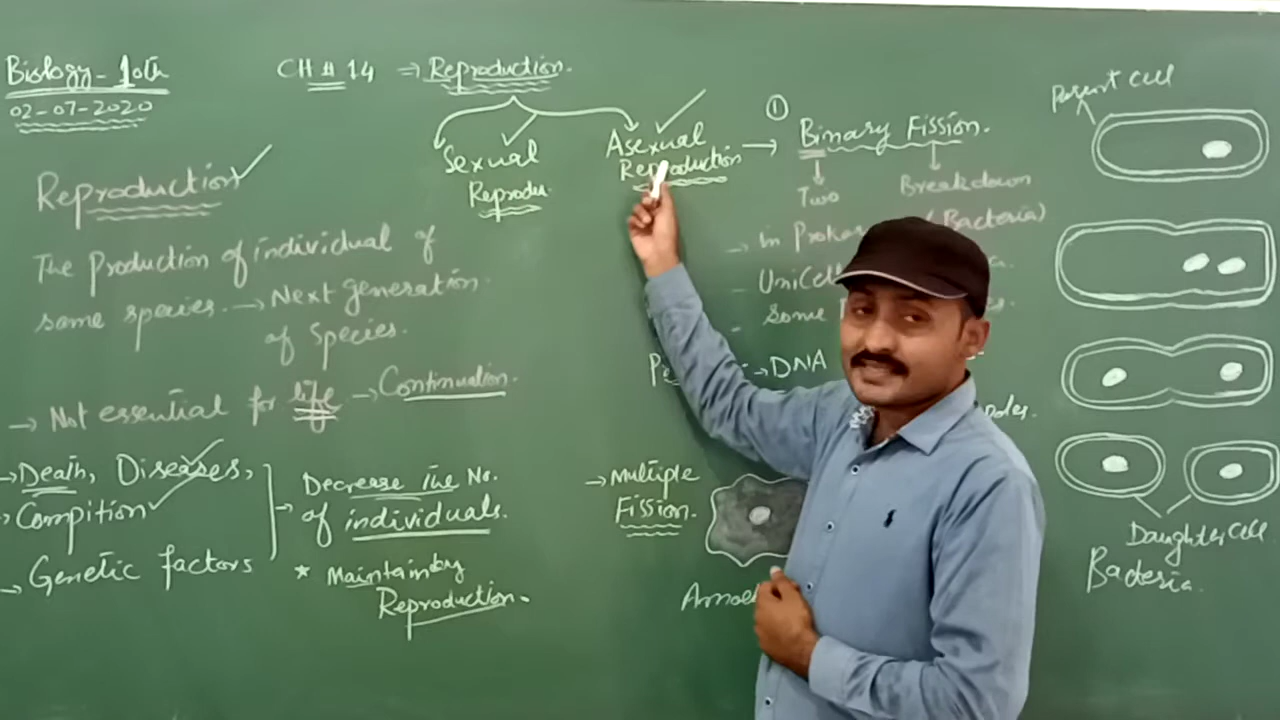 Biology-10th
02-07-2020
CH # 14 ⇒ Reproduction.
Sexual
Reprodu
Asexual
Reproduction →
①
Binary Fission.
Two
Breakdown
Reproduction
The Production of individual of
same species. → Next generation
of Species.
→ Not essential for life → Continuation.
→ Death, Diseases,
→ Compition
→ Genetic factors
→ Decrease the No.
of individuals.
* Maintain by
Reproduction.
→ In Prokar (Bacteria)
- UniCell
- Some
→ DNA
Poles.
→ Multiple
Fission.
Amoe
Parent Cell
Daughter Cell
Bacteria.